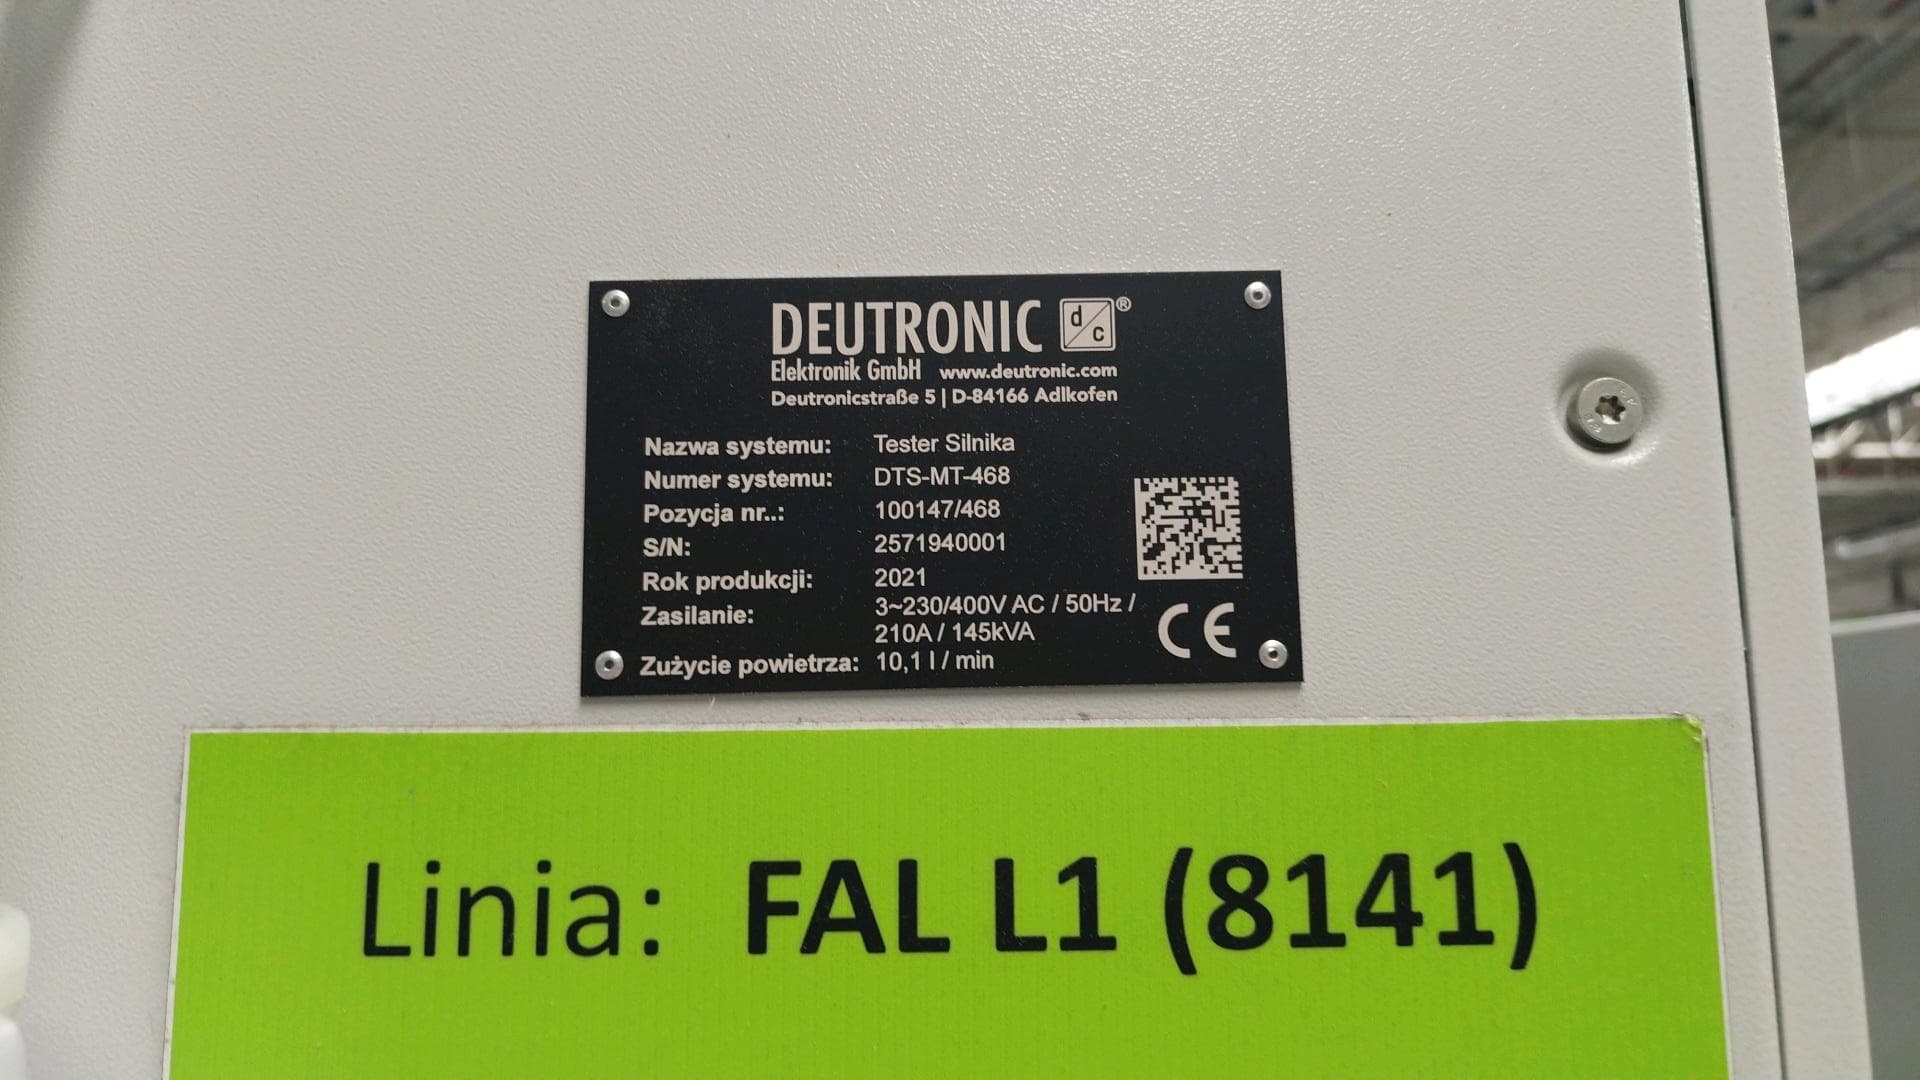 DEUTRONIC d/c®
Elektronik GmbH www.deutronic.com
Deutronicstraße 5 | D-84166 Adlkofen
Nazwa systemu: Tester Silnika
Numer systemu: DTS-MT-468
Pozycja nr..: 100147/468
S/N: 2571940001
Rok produkcji: 2021
Zasilanie: 3~230/400V AC / 50Hz /
210A / 145kVA
Zużycie powietrza: 10,1 l / min
CE
Linia: FAL L1 (8141)